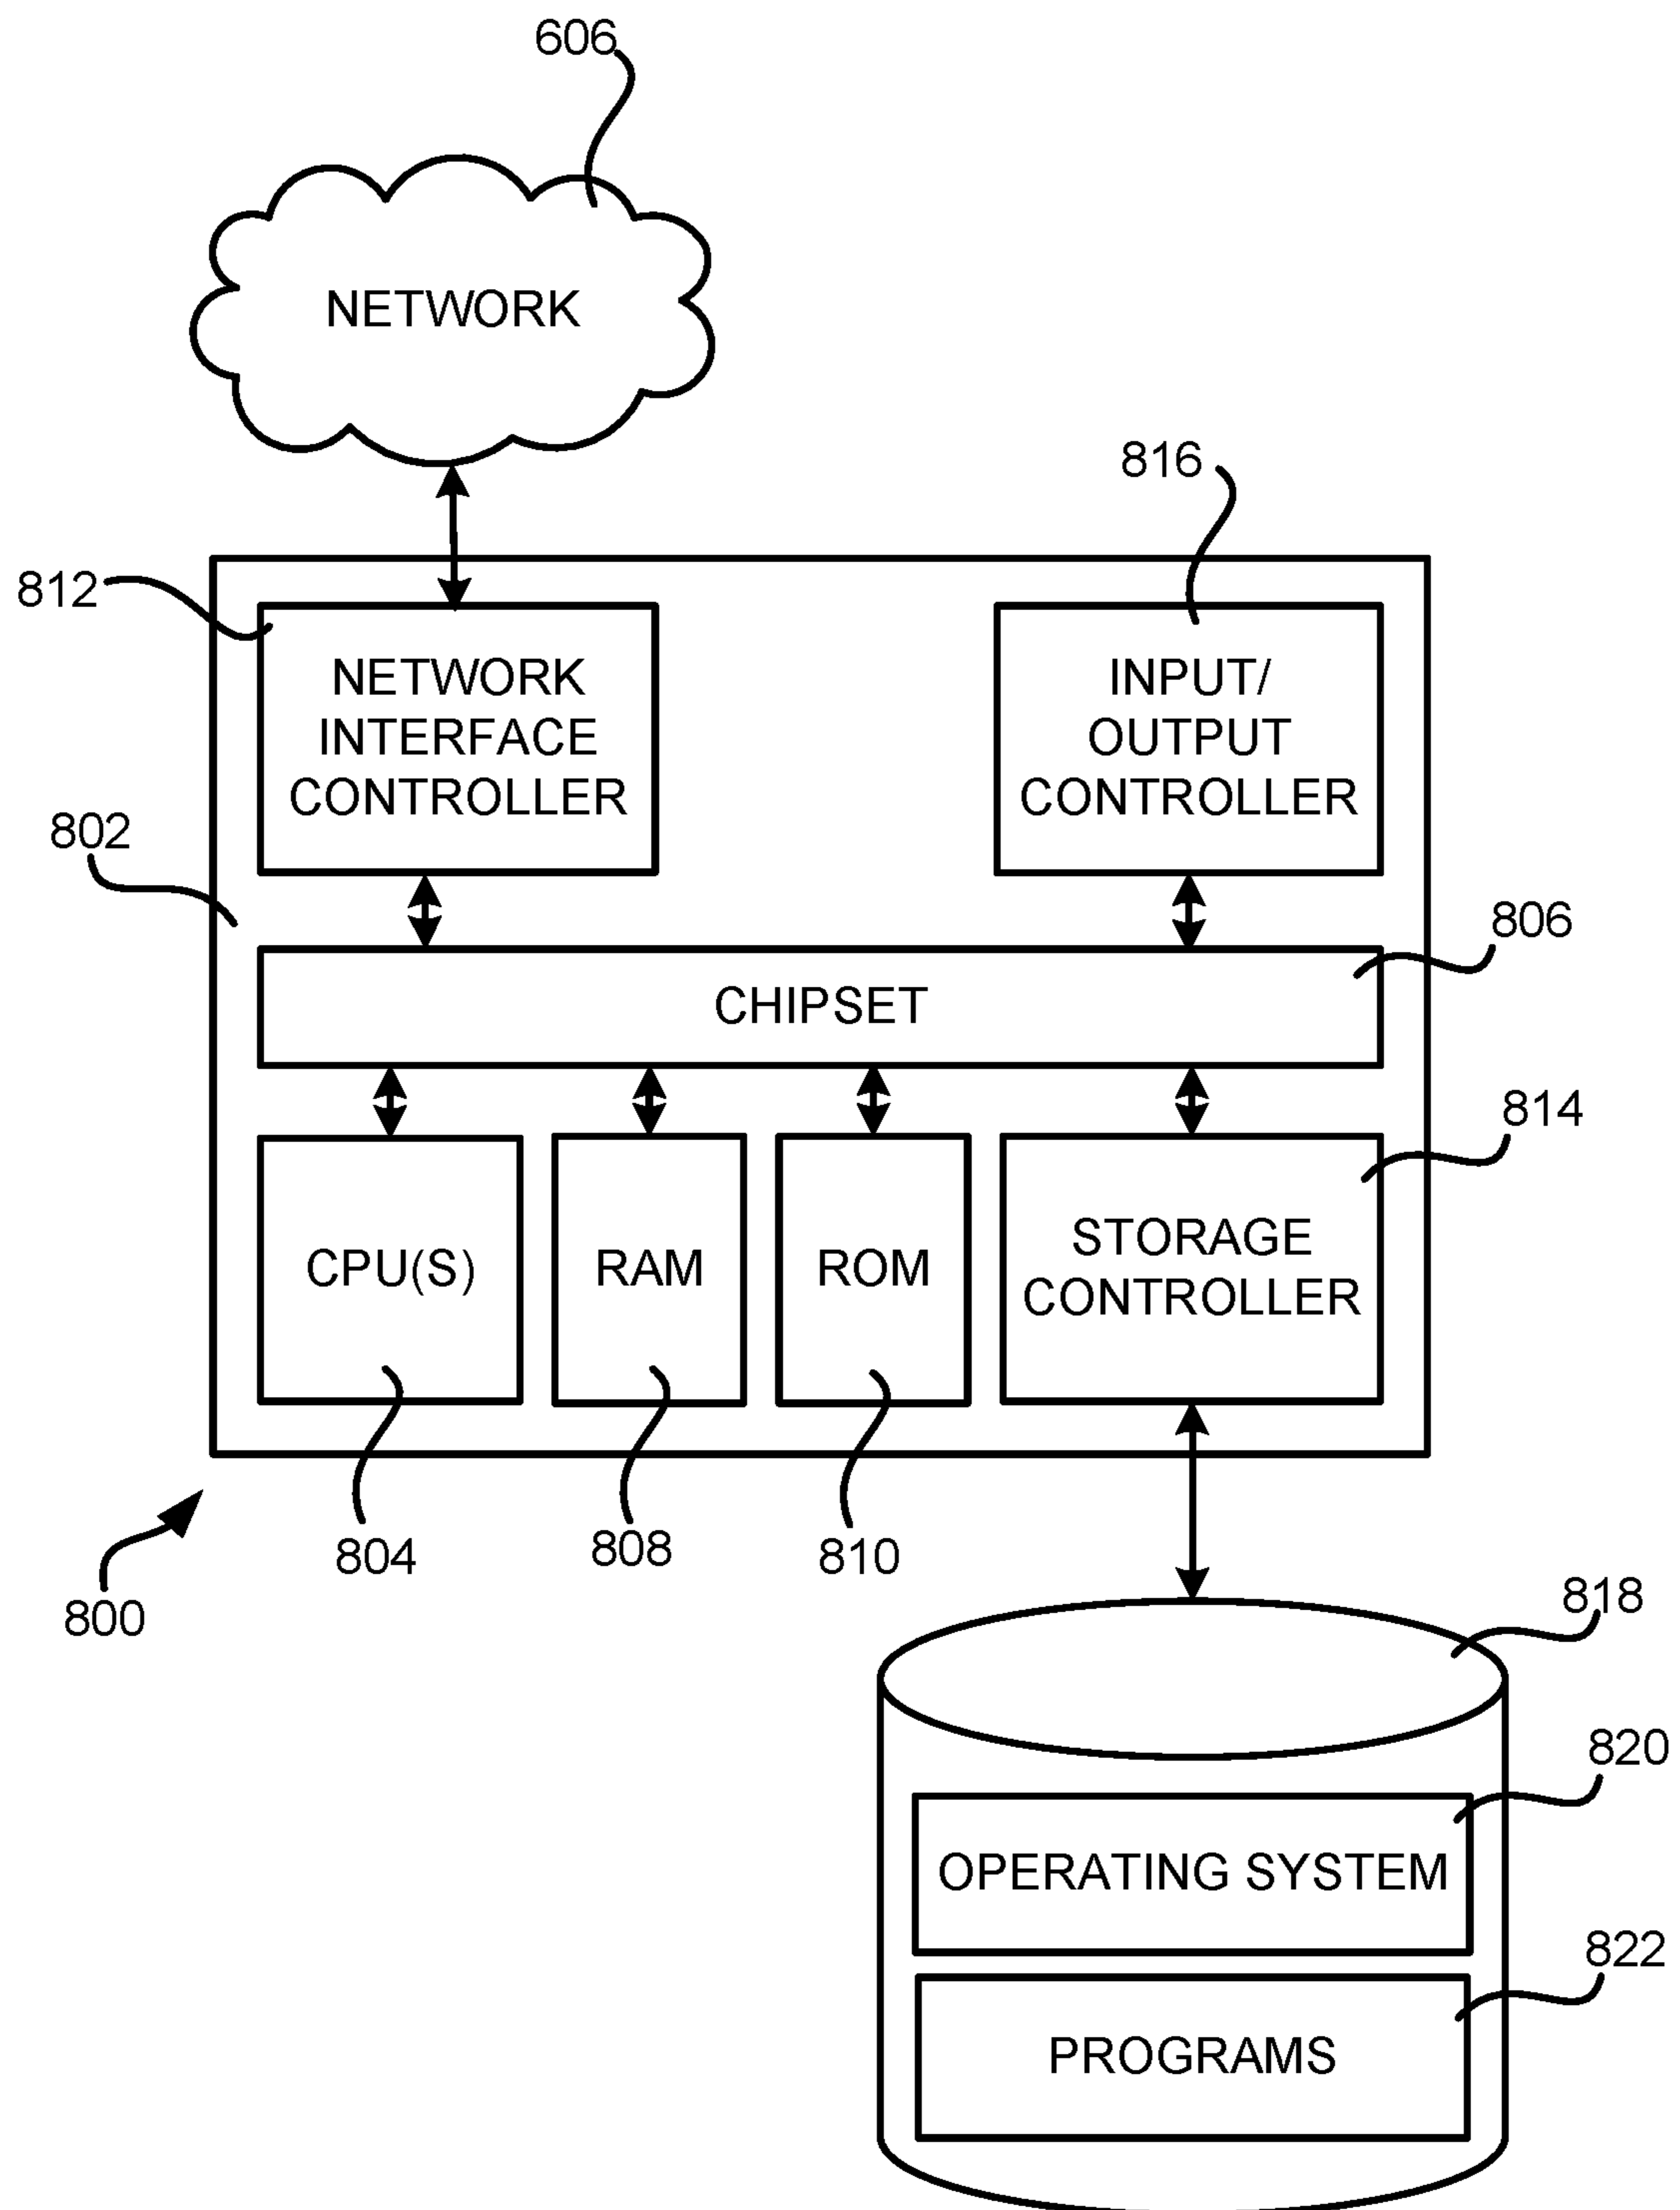 606
NETWORK
816
812
NETWORK
INTERFACE
CONTROLLER
INPUT/
OUTPUT
CONTROLLER
802
806
CHIPSET
814
CPU(S)
RAM
ROM
STORAGE
CONTROLLER
804
808
810
800
818
820
OPERATING SYSTEM
822
PROGRAMS